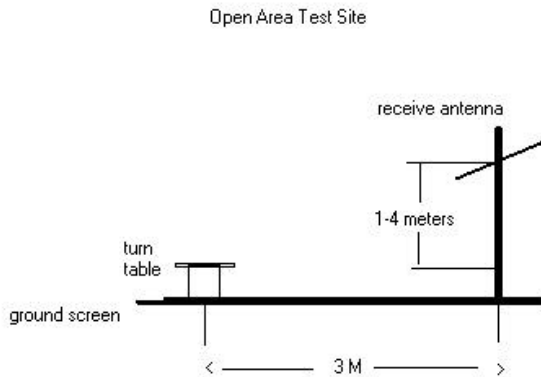 Open Area Test Site
receive antenna
1-4 meters
turn
table
ground screen
3 M